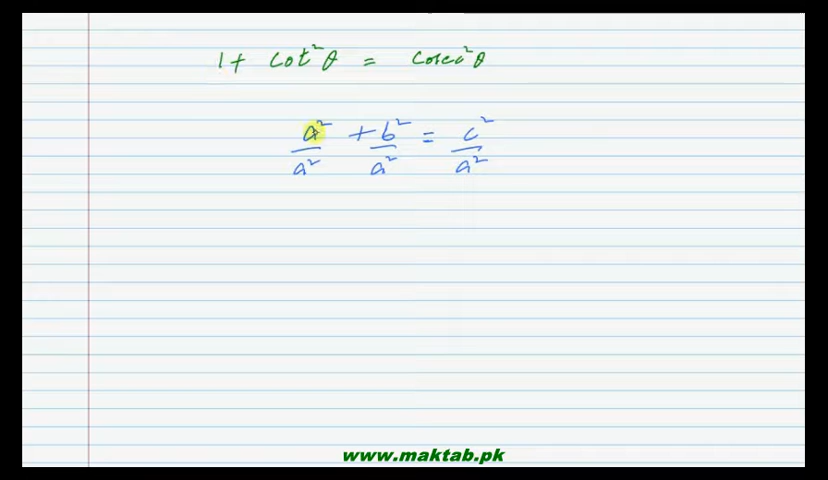 1 + cot²θ = cosec²θ
a²/a² + b²/a² = c²/a²
www.maktab.pk